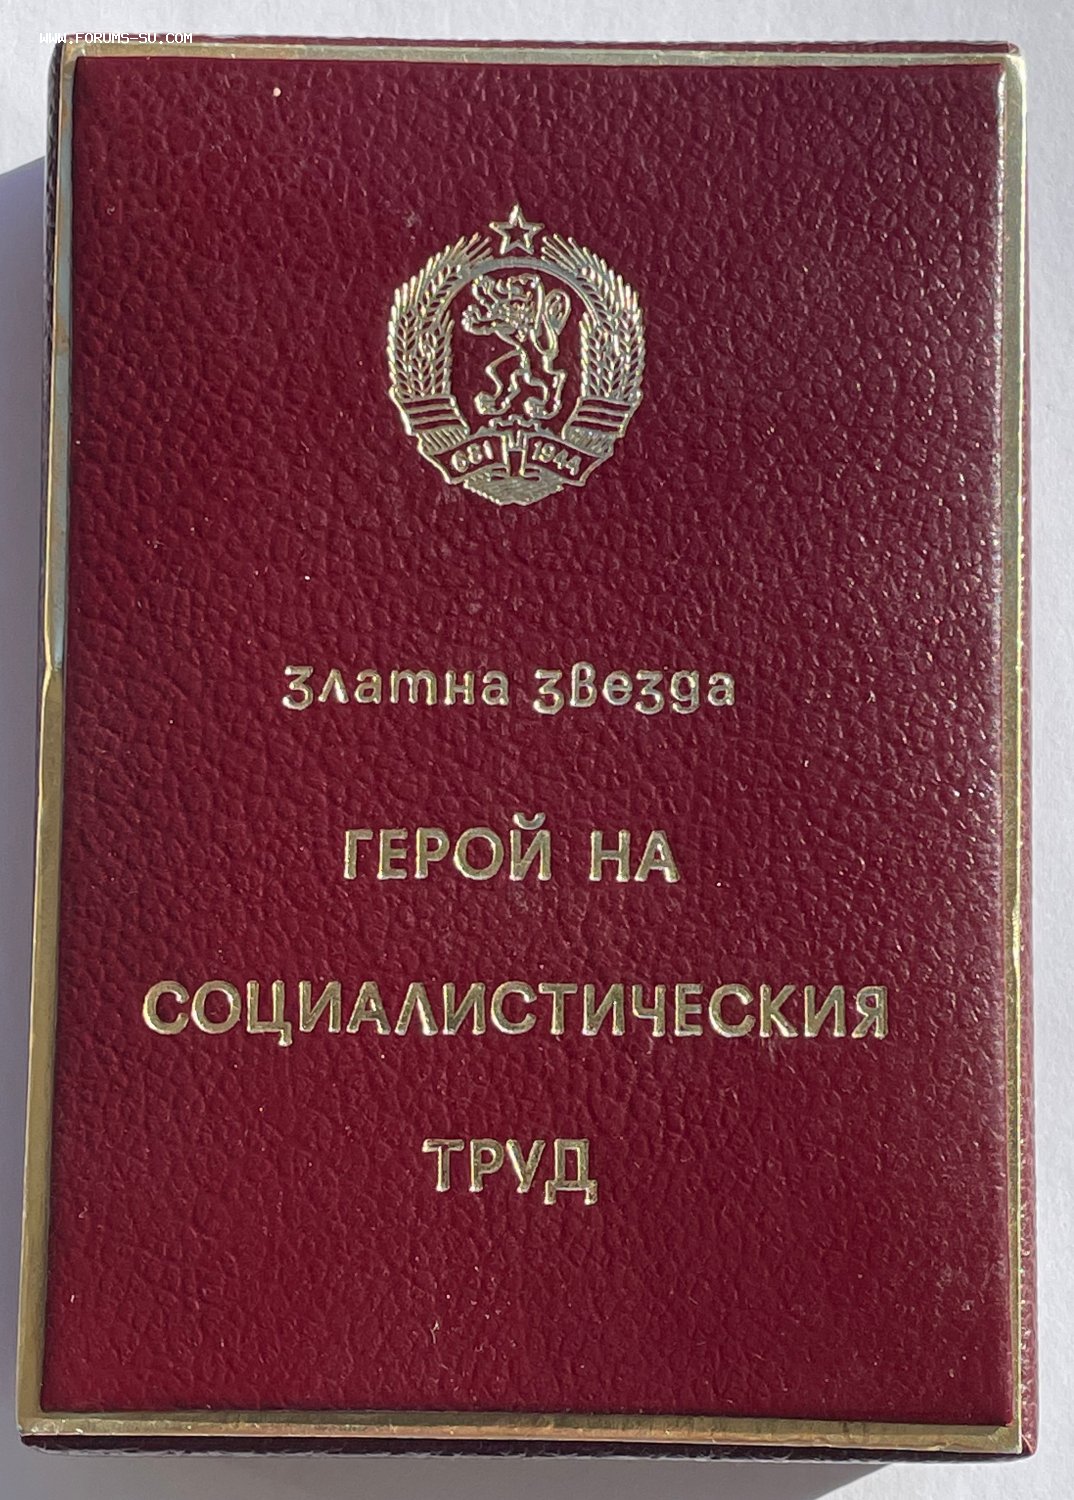 www.forums-su.com
681 1944
златна звезда
ГЕРОЙ НА
СОЦИАЛИСТИЧЕСКИЯ
ТРУД